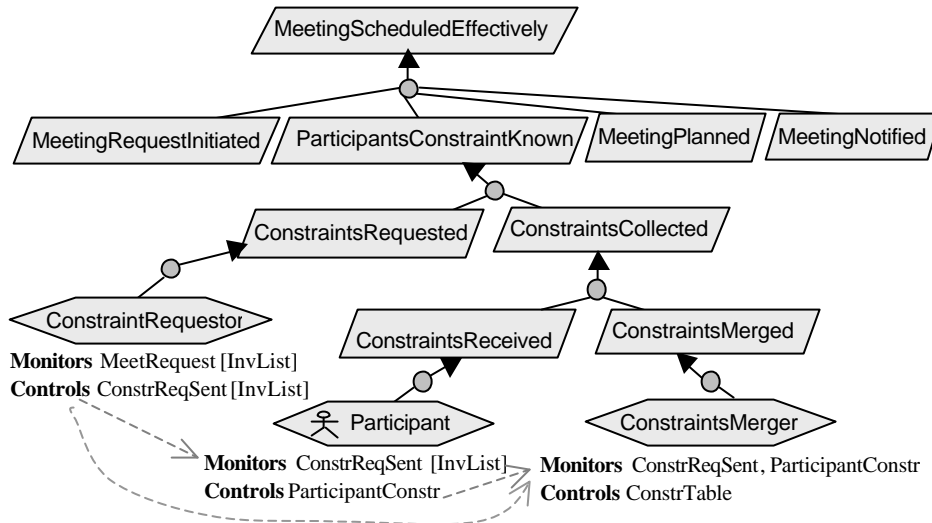 MeetingScheduledEffectively
MeetingRequestInitiated
ParticipantsConstraintKnown
MeetingPlanned
MeetingNotified
ConstraintsRequested
ConstraintsCollected
ConstraintRequestor
ConstraintsReceived
ConstraintsMerged
Monitors MeetRequest [InvList]
Controls ConstrReqSent [InvList]
Participant
ConstraintsMerger
Monitors ConstrReqSent [InvList]
Controls ParticipantConstr
Monitors ConstrReqSent, ParticipantConstr
Controls ConstrTable